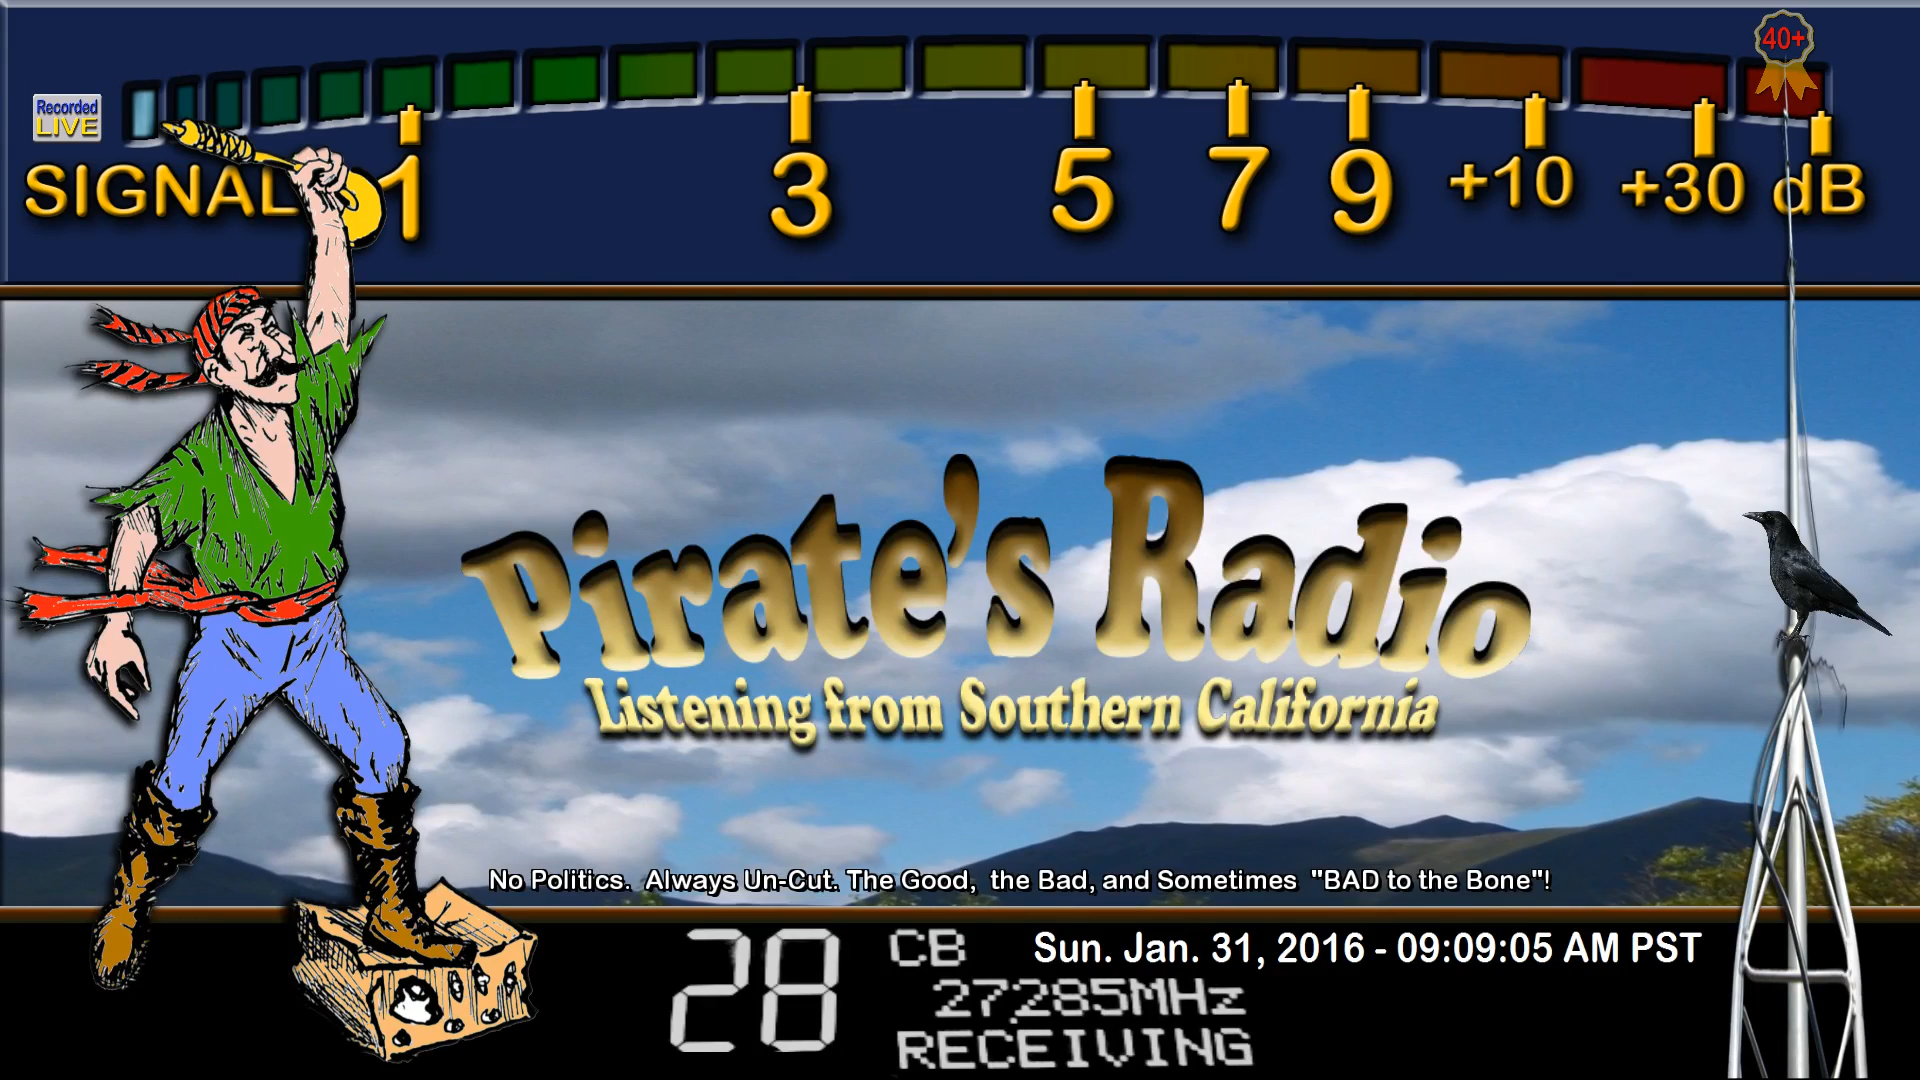 40+
Recorded
LIVE
SIGNAL 1 3 5 7 9 +10 +30 dB
Pirate's Radio
Listening from Southern California
No Politics. Always Un-Cut. The Good, the Bad, and Sometimes "BAD to the Bone"!
28 CB Sun. Jan. 31, 2016 - 09:09:05 AM PST
27.285MHz
RECEIVING